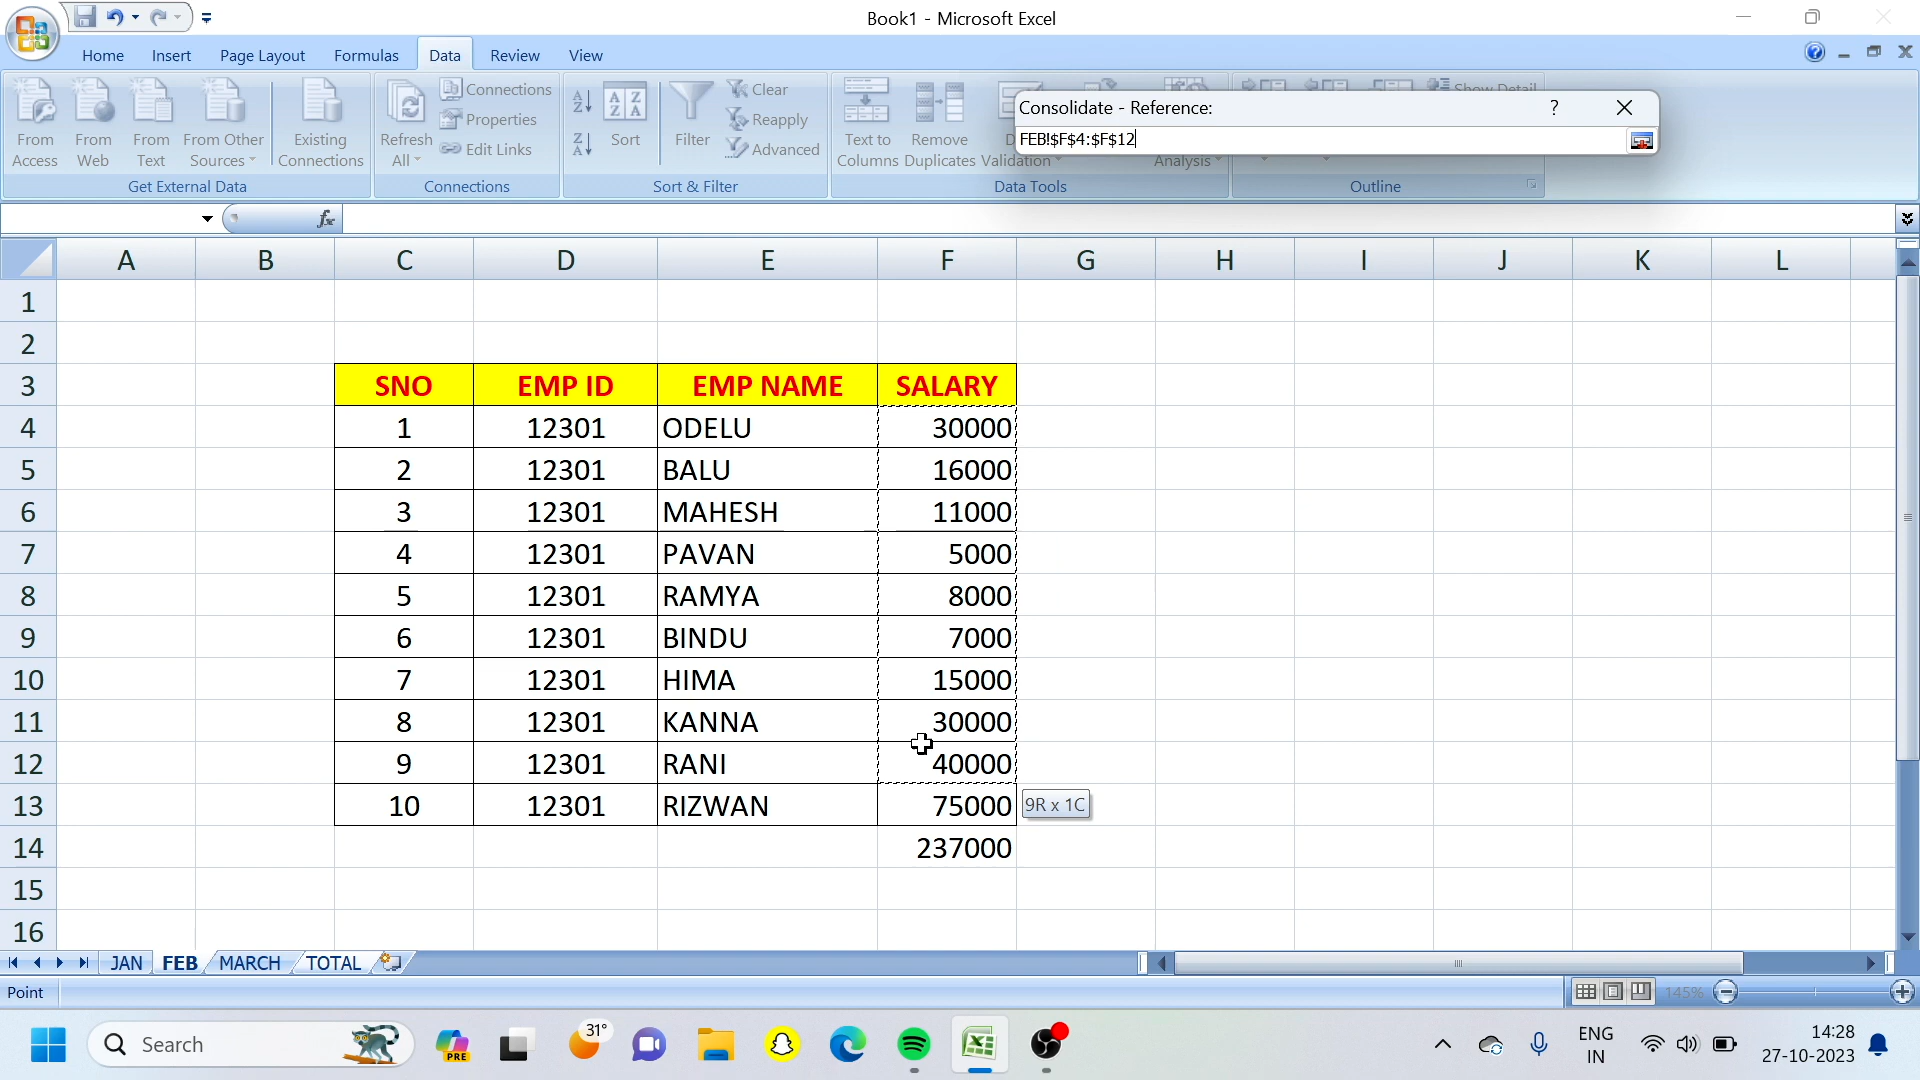 Book1 - Microsoft Excel
Home Insert Page Layout Formulas Data Review View
From Access
From Web
From Text
From Other Sources
Existing Connections
Get External Data
Refresh All
Connections
Properties
Edit Links
Connections
Sort
Filter
Clear
Reapply
Advanced
Sort & Filter
Text to Columns
Remove Duplicates
Validation
Analysis
Data Tools
Show Detail
Outline
Consolidate - Reference: ?
FEB!$F$4:$F$12
fx
A B C D E F G H I J K L
1
2
3 SNO EMP ID EMP NAME SALARY
4 1 12301 ODELU 30000
5 2 12301 BALU 16000
6 3 12301 MAHESH 11000
7 4 12301 PAVAN 5000
8 5 12301 RAMYA 8000
9 6 12301 BINDU 7000
10 7 12301 HIMA 15000
11 8 12301 KANNA 30000
12 9 12301 RANI 40000
13 10 12301 RIZWAN 75000 9R x 1C
14 237000
15
16
JAN FEB MARCH TOTAL
Point 145%
Search PRE 31° ENG IN 14:28
27-10-2023